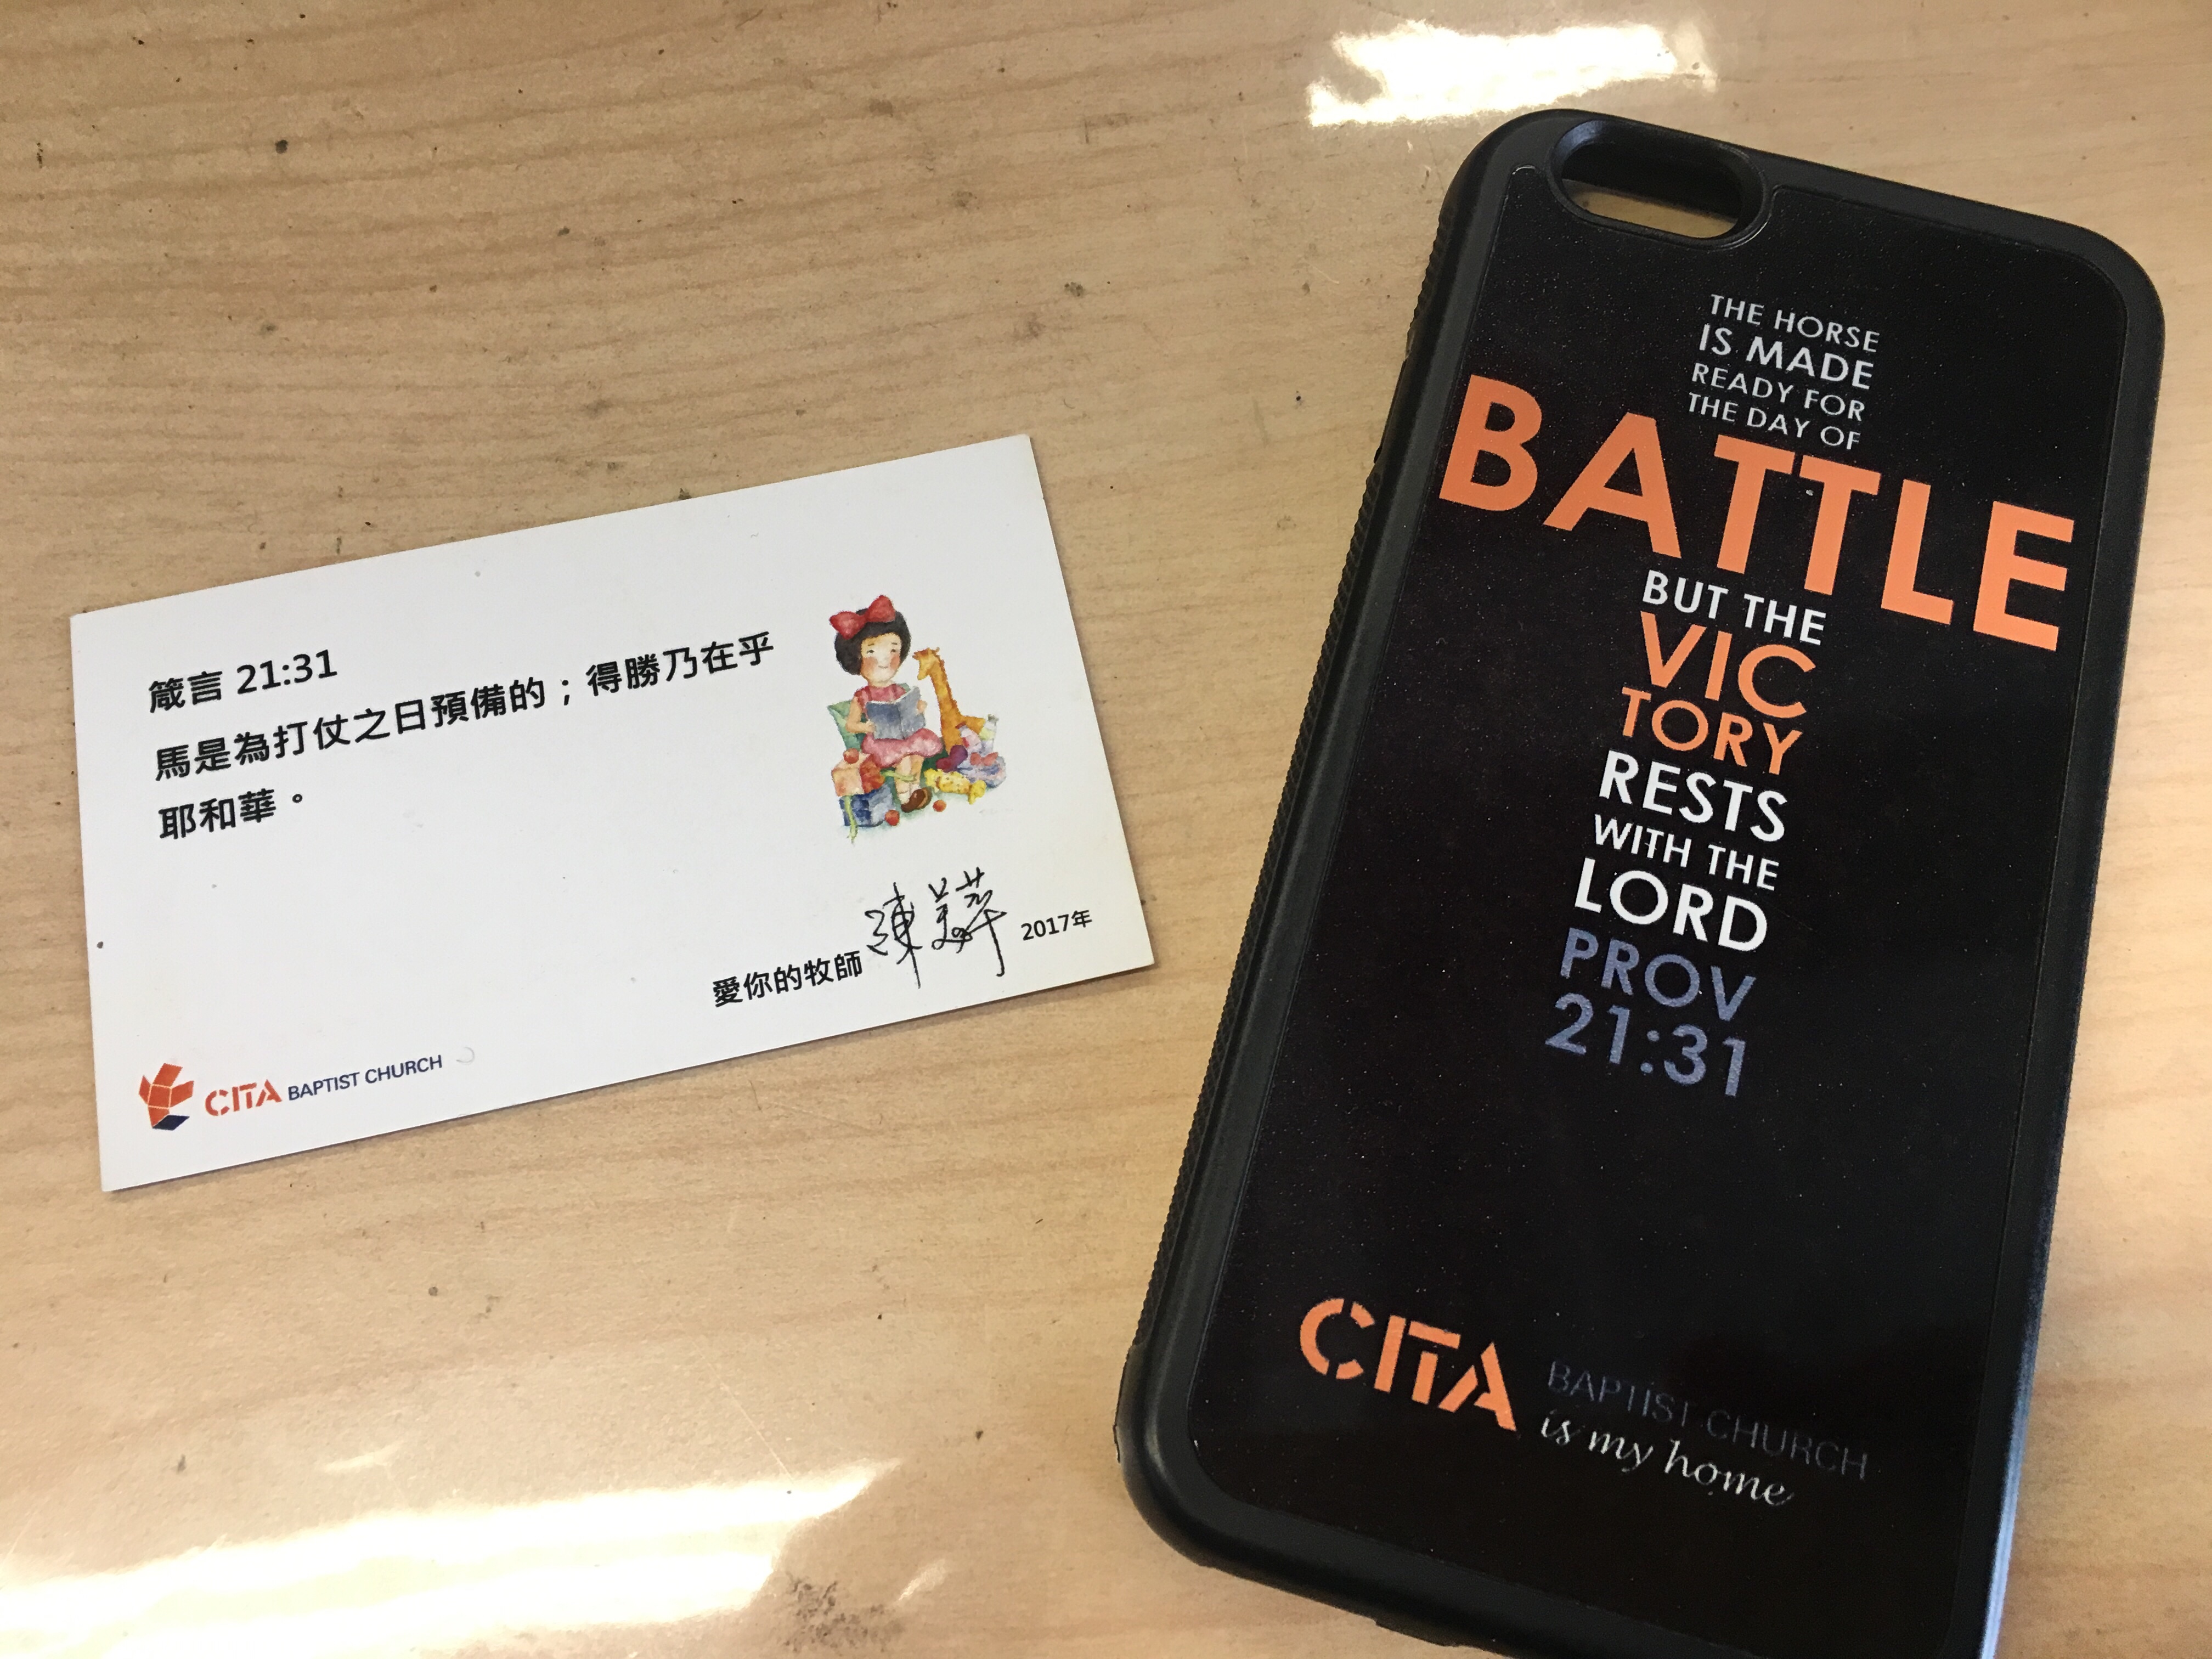 箴言 21:31
馬是為打仗之日預備的；得勝乃在乎
耶和華。
愛你的牧師 陳美萍 2017年
CITA BAPTIST CHURCH
THE HORSE
IS MADE
READY FOR
THE DAY OF
BATTLE
BUT THE
VIC
TORY
RESTS
WITH THE
LORD
PROV
21:31
CITA BAPTIST CHURCH
is my home